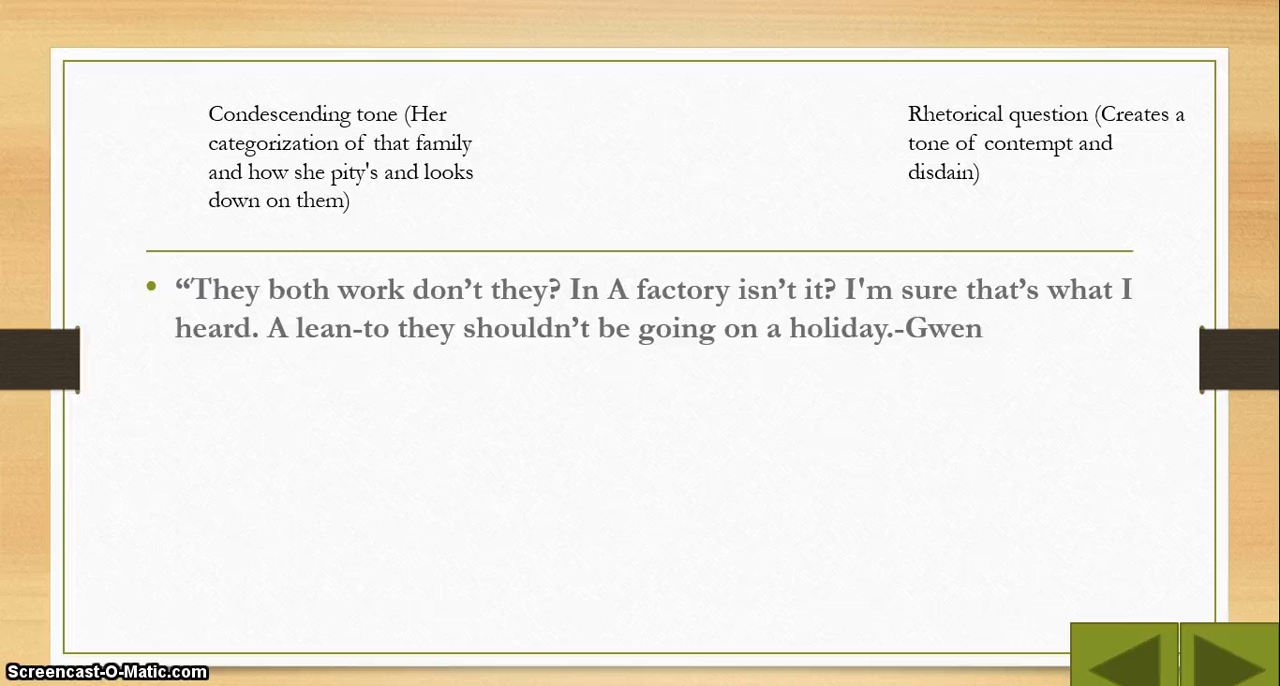 Condescending tone (Her
categorization of that family
and how she pity's and looks
down on them)
Rhetorical question (Creates a
tone of contempt and
disdain)
• “They both work don’t they? In A factory isn’t it? I'm sure that’s what I
heard. A lean-to they shouldn’t be going on a holiday.-Gwen
Screencast-O-Matic.com